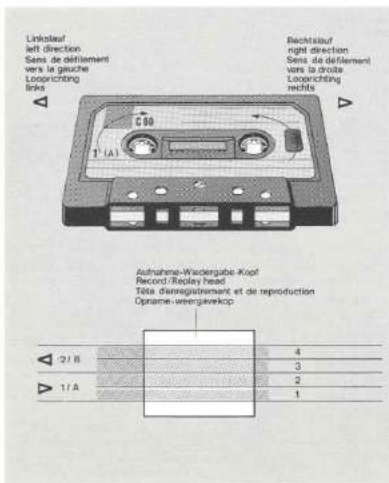 Linkslauf
left direction
Sens de défilement
vers la gauche
Looprichting
links
Rechtslauf
right direction
Sens de défilement
vers la droite
Looprichting
rechts
C 60
1 (A)
Aufnahme-Wiedergabe-Kopf
Record/Replay head
Tête d'enregistrement et de reproduction
Opname-weergavekop
2/B
1/A
4
3
2
1